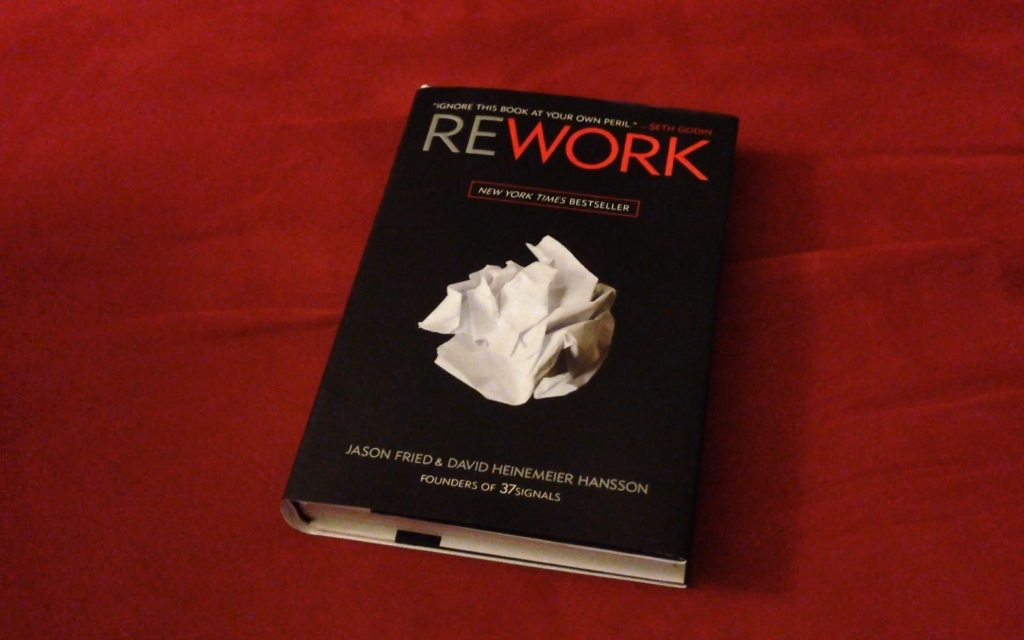 "IGNORE THIS BOOK AT YOUR OWN PERIL." —SETH GODIN
REWORK
NEW YORK TIMES BESTSELLER
JASON FRIED & DAVID HEINEMEIER HANSSON
FOUNDERS OF 37SIGNALS